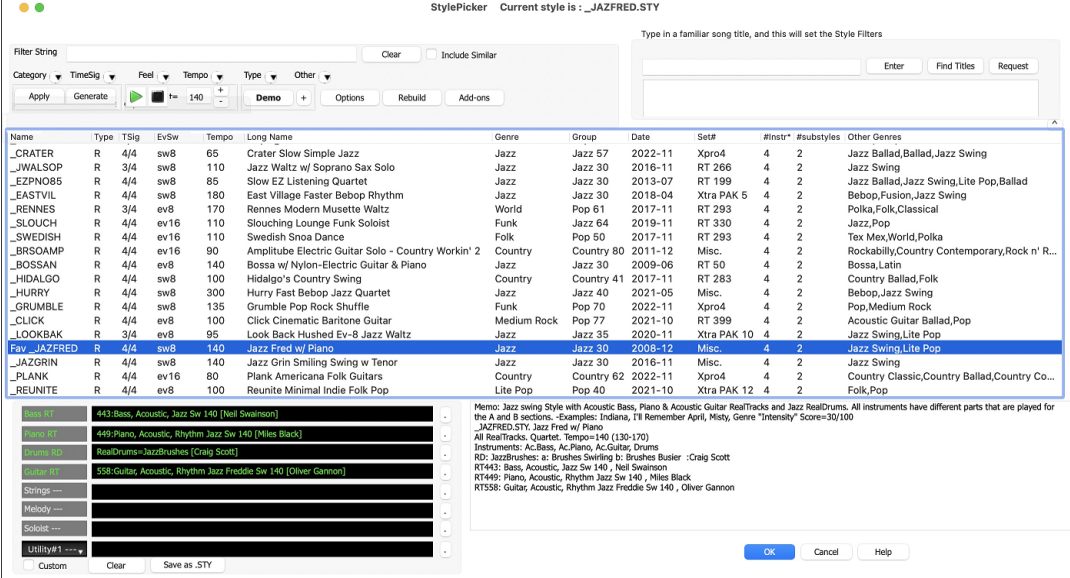 StylePicker Current style is : _JAZFRED.STY
Type in a familiar song title, and this will set the Style Filters
Filter String Clear Include Similar
Enter Find Titles Request
Category TimeSig Feel Tempo Type Other
Apply Generate t= 140 + - Demo + Options Rebuild Add-ons
Name Type TSig EvSw Tempo Long Name Genre Group Date Set# #Instr* #substyles Other Genres
_CRATER R 4/4 sw8 65 Crater Slow Simple Jazz Jazz Jazz 57 2022-11 Xpro4 4 2 Jazz Ballad,Ballad,Jazz Swing
_JWALSOP R 3/4 sw8 110 Jazz Waltz w/ Soprano Sax Solo Jazz Jazz 30 2016-11 RT 266 4 2 Jazz Swing
_EZPNO85 R 4/4 sw8 85 Slow EZ Listening Quartet Jazz Jazz 30 2013-07 RT 199 4 2 Jazz Ballad,Jazz Swing,Lite Pop,Ballad
_EASTVIL R 4/4 sw8 180 East Village Faster Bebop Rhythm Jazz Jazz 30 2018-04 Xtra PAK 5 4 2 Bebop,Fusion,Jazz Swing
_RENNES R 3/4 ev8 170 Rennes Modern Musette Waltz World Pop 61 2017-11 RT 293 4 2 Polka,Folk,Classical
_SLOUCH R 4/4 ev16 110 Slouching Lounge Funk Soloist Funk Jazz 64 2019-11 RT 330 4 2 Jazz,Pop
_SWEDISH R 4/4 ev16 110 Swedish Snoa Dance Folk Pop 50 2017-11 RT 293 4 2 Tex Mex,World,Polka
_BRSOAMP R 4/4 ev16 90 Amplitube Electric Guitar Solo - Country Workin' 2 Country Country 80 2011-12 Misc. 4 2 Rockabilly,Country Contemporary,Rock n' R...
_BOSSAN R 4/4 ev8 140 Bossa w/ Nylon-Electric Guitar & Piano Jazz Jazz 30 2009-06 RT 50 4 2 Bossa,Latin
_HIDALGO R 4/4 sw8 100 Hidalgo's Country Swing Country Country 41 2017-11 RT 283 4 2 Country Ballad,Folk
_HURRY R 4/4 sw8 300 Hurry Fast Bebop Jazz Quartet Jazz Jazz 40 2021-05 Misc. 4 2 Bebop,Jazz Swing
_GRUMBLE R 4/4 sw8 135 Grumble Pop Rock Shuffle Funk Pop 70 2022-11 Xpro4 4 2 Pop,Medium Rock
_CLICK R 4/4 ev8 100 Click Cinematic Baritone Guitar Medium Rock Pop 77 2021-10 RT 399 4 2 Acoustic Guitar Ballad,Pop
_LOOKBAK R 3/4 ev8 95 Look Back Hushed Ev-8 Jazz Waltz Jazz Jazz 35 2020-11 Xtra PAK 10 4 2 Jazz Swing,Lite Pop
Fav _JAZFRED R 4/4 sw8 140 Jazz Fred w/ Piano Jazz Jazz 30 2008-12 Misc. 4 2 Jazz Swing,Lite Pop
_JAZGRIN R 4/4 sw8 140 Jazz Grin Smiling Swing w Tenor Jazz Jazz 30 2016-11 Misc. 4 2 Jazz Swing
_PLANK R 4/4 ev16 80 Plank Americana Folk Guitars Country Country 62 2022-11 Xpro4 4 2 Country Classic,Country Ballad,Country Co...
_REUNITE R 4/4 ev8 100 Reunite Minimal Indie Folk Pop Lite Pop Pop 40 2021-10 Xtra PAK 12 4 2 Folk,Pop
Bass RT 443:Bass, Acoustic, Jazz Sw 140 [Neil Swainson] .
Piano RT 449:Piano, Acoustic, Rhythm Jazz Sw 140 [Miles Black] .
Drums RD RealDrums=JazzBrushes [Craig Scott] .
Guitar RT 558:Guitar, Acoustic, Rhythm Jazz Freddie Sw 140 [Oliver Gannon] .
Strings --- .
Melody --- .
Soloist --- .
Utility#1 --- .
Custom Clear Save as .STY
Memo: Jazz swing Style with Acoustic Bass, Piano & Acoustic Guitar RealTracks and Jazz RealDrums. All instruments have different parts that are played for
the A and B sections. -Examples: Indiana, I'll Remember April, Misty, Genre "Intensity" Score=30/100
_JAZFRED.STY. Jazz Fred w/ Piano
All RealTracks. Quartet. Tempo=140 (130-170)
Instruments: Ac.Bass, Ac.Piano, Ac.Guitar, Drums
RD: JazzBrushes: a: Brushes Swirling b: Brushes Busier :Craig Scott
RT443: Bass, Acoustic, Jazz Sw 140 , Neil Swainson
RT449: Piano, Acoustic, Rhythm Jazz Sw 140 , Miles Black
RT558: Guitar, Acoustic, Rhythm Jazz Freddie Sw 140 , Oliver Gannon
OK Cancel Help